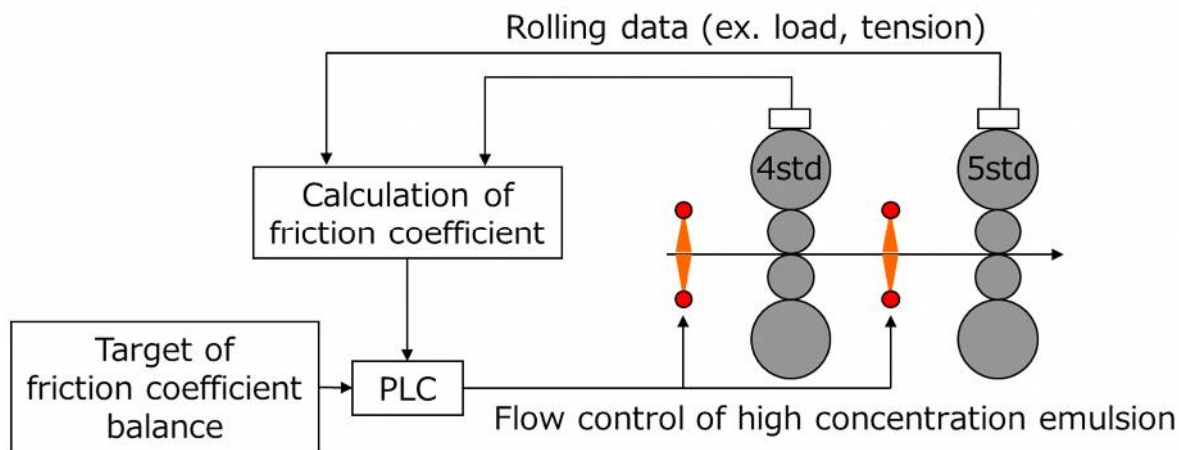 Rolling data (ex. load, tension)
4std
5std
Calculation of
friction coefficient
Target of
friction coefficient
balance
PLC
Flow control of high concentration emulsion